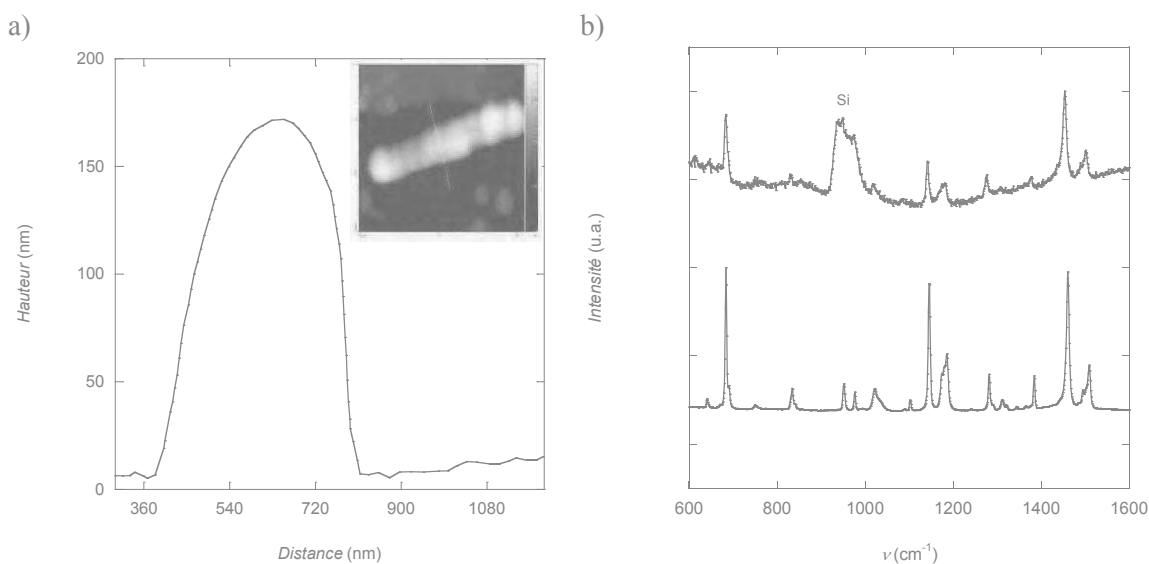 a)
200
150
100
50
0
Hauteur (nm)
360 540 720 900 1080
Distance (nm)
b)
Si
Intensité (u.a.)
600 800 1000 1200 1400 1600
ν (cm⁻¹)